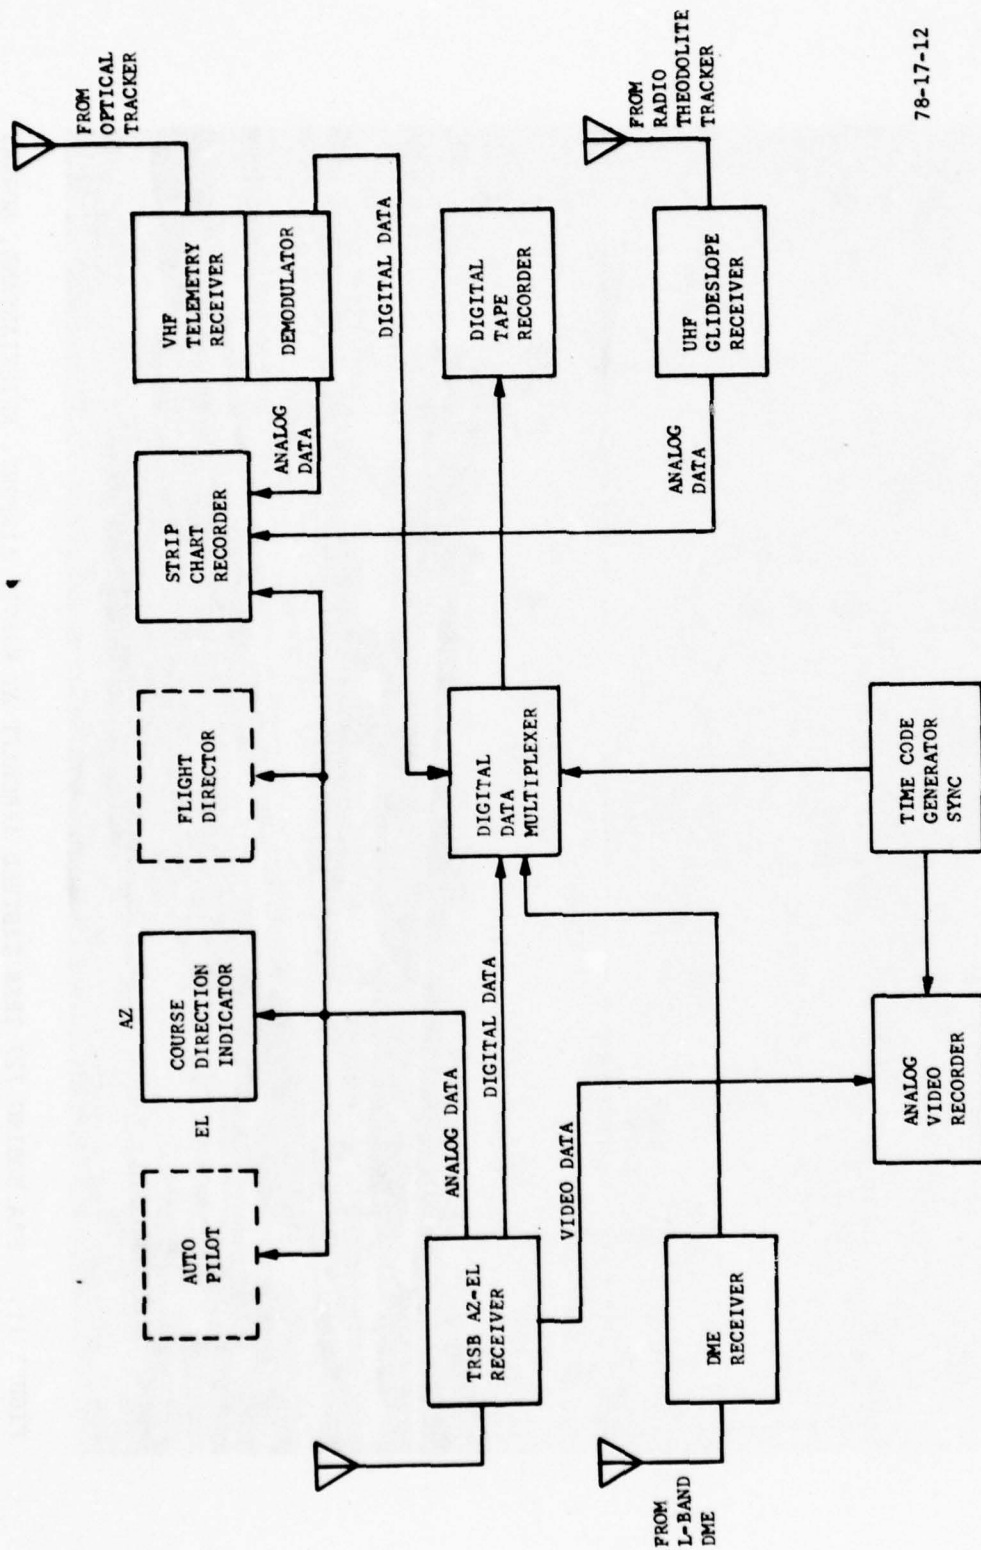 FROM
OPTICAL
TRACKER
VHF
TELEMETRY
RECEIVER
DEMODULATOR
DIGITAL DATA
ANALOG
DATA
STRIP
CHART
RECORDER
FLIGHT
DIRECTOR
AZ
COURSE
DIRECTION
INDICATOR
EL
AUTO
PILOT
TRSB AZ-EL
RECEIVER
ANALOG DATA
DIGITAL DATA
VIDEO DATA
DIGITAL
DATA
MULTIPLEXER
DIGITAL
TAPE
RECORDER
FROM
L-BAND
DME
DME
RECEIVER
ANALOG
VIDEO
RECORDER
TIME CODE
GENERATOR
SYNC
ANALOG
DATA
UHF
GLIDESLOPE
RECEIVER
FROM
RADIO
THEODOLITE
TRACKER
78-17-12